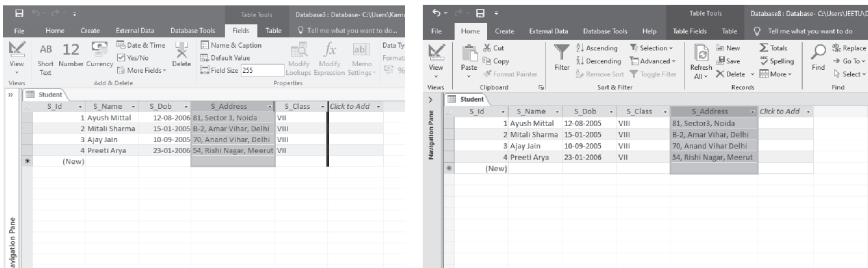 Table Tools
Database3 : Database- C:\Users\Karm
File Home Create External Data Database Tools Fields Table Tell me what you want to do...
View
AB 12
Short Text Number Currency
Date & Time
Yes/No
More Fields
Delete
Name & Caption
Default Value
Field Size 255
Modify Lookups
fx
Modify Expression
ab
Memo Settings
Data Ty
Format
%
Views Add & Delete Properties
Student
S_Id S_Name S_Dob S_Address S_Class Click to Add
1 Ayush Mittal 12-08-2006 81, Sector 3, Noida VII
2 Mitali Sharma 15-01-2005 B-2, Amar Vihar, Delhi VIII
3 Ajay Jain 10-09-2005 70, Anand Vihar, Delhi VIII
4 Preeti Arya 23-01-2006 54, Rishi Nagar, Meerut VII
(New)
Navigation Pane
Table Tools
Database8 : Database- C:\Users\JEETU\D
File Home Create External Data Database Tools Help Table Fields Table Tell me what you want to do
View
Paste
Cut
Copy
Format Painter
Filter
Ascending
Descending
Remove Sort
Selection
Advanced
Toggle Filter
Refresh All
New
Save
Delete
Totals
Spelling
More
Find
Replace
Go To
Select
Views Clipboard Sort & Filter Records Find
Student
S_Id S_Name S_Dob S_Class S_Address Click to Add
1 Ayush Mittal 12-08-2005 VIII 81, Sector3, Noida
2 Mitali Sharma 15-01-2005 VIII B-2, Amar Vihar, Delhi
3 Ajay Jain 10-09-2005 VIII 70, Anand Vihar Delhi
4 Preeti Arya 23-01-2006 VII 54, Rishi Nagar, Meerut
(New)
Navigation Pane